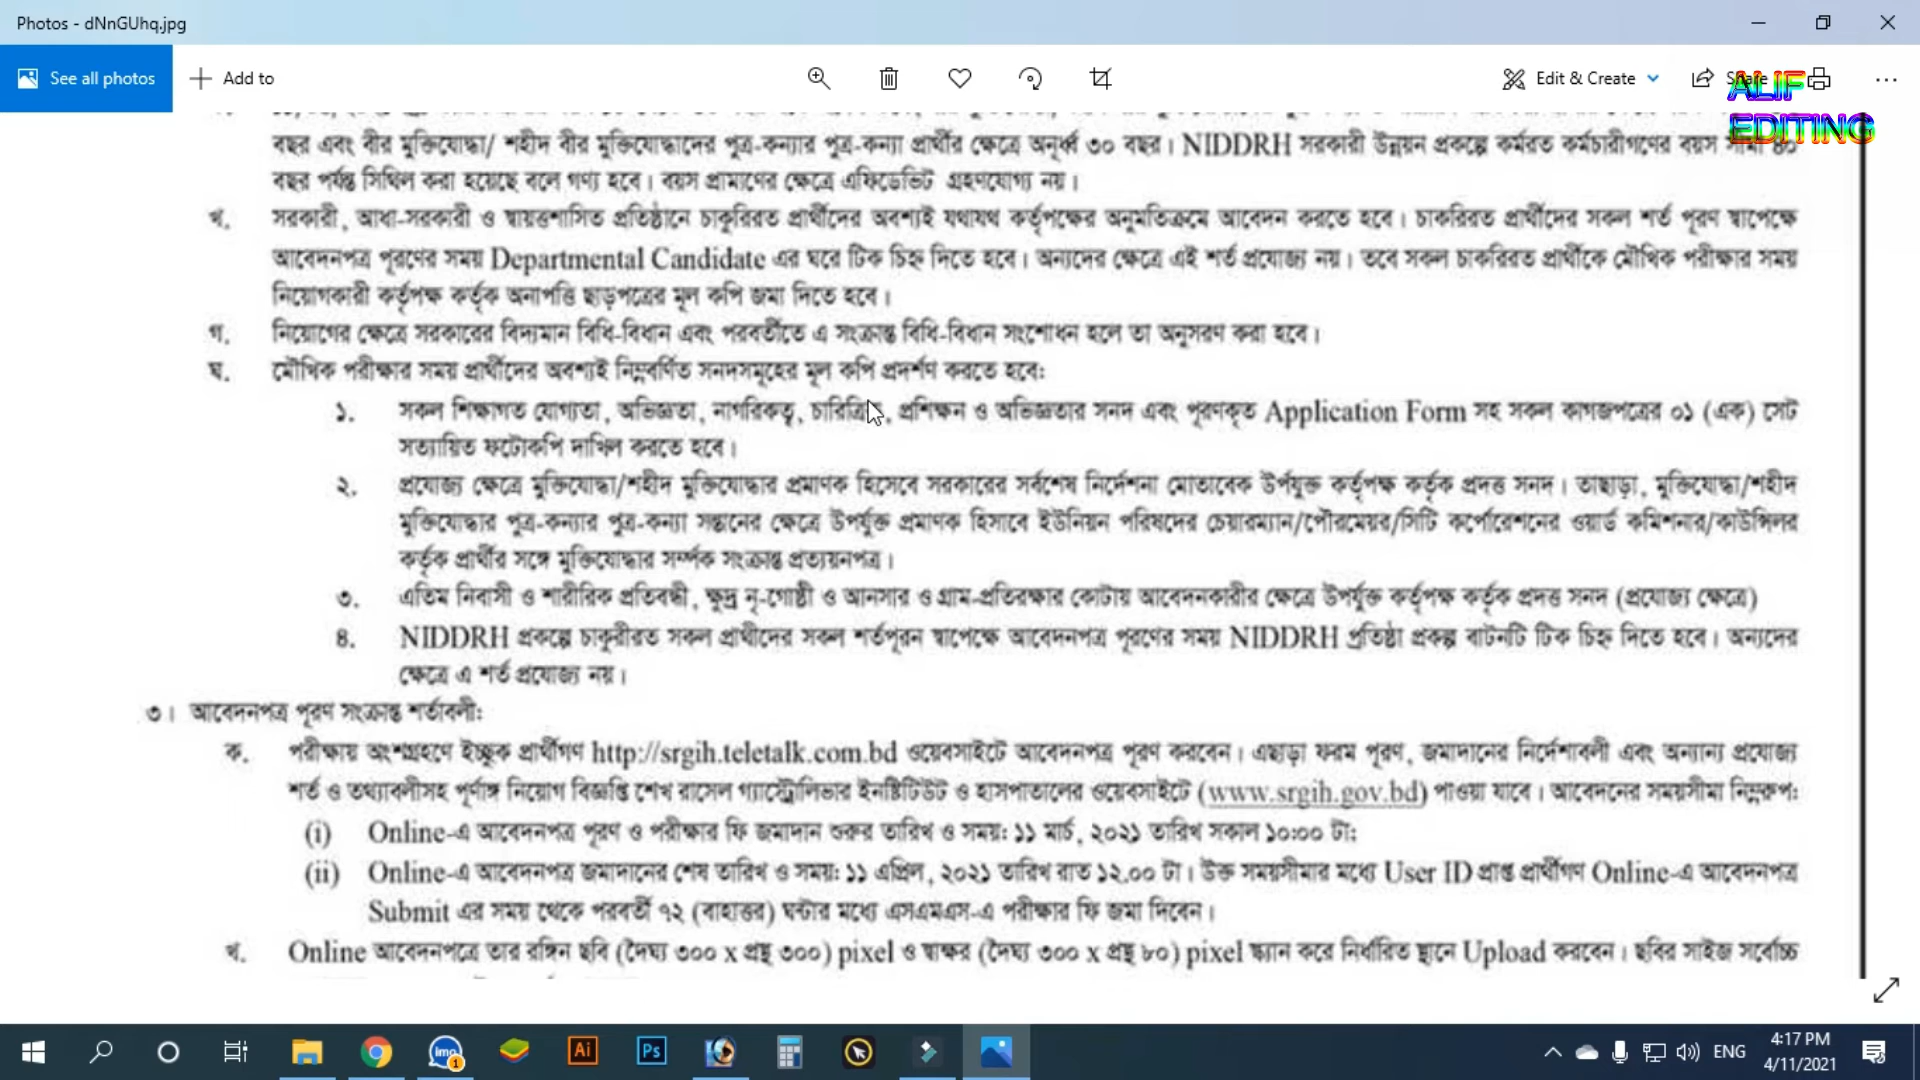 Photos - dNnGUhq.jpg
See all photos
Add to
Edit & Create
Share
ALIF
EDITING
বছর এবং বীর মুক্তিযোদ্ধা/ শহীদ বীর মুক্তিযোদ্ধাদের পুত্র-কন্যার পুত্র-কন্যা প্রার্থীর ক্ষেত্রে অনূর্ধ্ব ৩০ বছর। NIDDRH সরকারী উন্নয়ন প্রকল্পে কর্মরত কর্মচারীগণের বয়স সীমা ৪০
বছর পর্যন্ত সিথিল করা হয়েছে বলে গণ্য হবে। বয়স প্রমাণের ক্ষেত্রে এফিডেভিট গ্রহণযোগ্য নয়।
খ. সরকারী, আধা-সরকারী ও স্বায়ত্তশাসিত প্রতিষ্ঠানে চাকুরিরত প্রার্থীদের অবশ্যই যথাযথ কর্তৃপক্ষের অনুমতিক্রমে আবেদন করতে হবে। চাকরিরত প্রার্থীদের সকল শর্ত পূরণ স্বাপেক্ষে
আবেদনপত্র পূরণের সময় Departmental Candidate এর ঘরে টিক চিহ্ন দিতে হবে। অন্যদের ক্ষেত্রে এই শর্ত প্রযোজ্য নয়। তবে সকল চাকরিরত প্রার্থীকে মৌখিক পরীক্ষার সময়
নিয়োগকারী কর্তৃপক্ষ কর্তৃক অনাপত্তি ছাড়পত্রের মূল কপি জমা দিতে হবে।
গ. নিয়োগের ক্ষেত্রে সরকারের বিদ্যমান বিধি-বিধান এবং পরবর্তীতে এ সংক্রান্ত বিধি-বিধান সংশোধন হলে তা অনুসরণ করা হবে।
ঘ. মৌখিক পরীক্ষার সময় প্রার্থীদের অবশ্যই নিম্নবর্ণিত সনদসমূহের মূল কপি প্রদর্শণ করতে হবে:
১. সকল শিক্ষাগত যোগ্যতা, অভিজ্ঞতা, নাগরিকত্ব, প্রশিক্ষন ও অভিজ্ঞতার সনদ এবং পূরণকৃত Application Form সহ সকল কাগজপত্রের ০১ (এক) সেট
সত্যায়িত ফটোকপি দাখিল করতে হবে।
২. প্রযোজ্য ক্ষেত্রে মুক্তিযোদ্ধা/শহীদ মুক্তিযোদ্ধার প্রমাণক হিসেবে সরকারের সর্বশেষ নির্দেশনা মোতাবেক উর্পযুক্ত কর্তৃপক্ষ কর্তৃক প্রদত্ত সনদ। তাছাড়া, মুক্তিযোদ্ধা/শহীদ
মুক্তিযোদ্ধার পুত্র-কন্যার পুত্র-কন্যা সন্তানের ক্ষেত্রে উপর্যুক্ত প্রমাণক হিসাবে ইউনিয়ন পরিষদের চেয়ারম্যান/পৌরমেয়র/সিটি কর্পোরেশনের ওয়ার্ড কমিশনার/কাউন্সিলর
কর্তৃক প্রার্থীর সঙ্গে মুক্তিযোদ্ধার সর্ম্পক সংক্রান্ত প্রত্যয়নপত্র।
৩. এতিম নিবাসী ও শারীরিক প্রতিবন্ধী, ক্ষুদ্র নৃ-গোষ্ঠী ও আনসার ও গ্রাম-প্রতিরক্ষার কোটায় আবেদনকারীর ক্ষেত্রে উপর্যুক্ত কর্তৃপক্ষ কর্তৃক প্রদত্ত সনদ (প্রযোজ্য ক্ষেত্রে)
৪. NIDDRH প্রকল্পে চাকুরীরত সকল প্রার্থীদের সকল শর্তপূরন স্বাপেক্ষে আবেদনপত্র পূরণের সময় NIDDRH প্রতিষ্ঠা প্রকল্প বাটনটি টিক চিহ্ন দিতে হবে। অন্যদের
ক্ষেত্রে এ শর্ত প্রযোজ্য নয়।
৩। আবেদনপত্র পূরণ সংক্রান্ত শর্তাবলী:
ক. পরীক্ষায় অংশগ্রহণে ইচ্ছুক প্রার্থীগণ http://srgih.teletalk.com.bd ওয়েবসাইটে আবেদনপত্র পূরণ করবেন। এছাড়া ফরম পূরণ, জমাদানের নির্দেশাবলী এবং অন্যান্য প্রযোজ্য
শর্ত ও তথ্যাবলীসহ পূর্ণাঙ্গ নিয়োগ বিজ্ঞপ্তি শেখ রাসেল গ্যাস্ট্রোলিভার ইনষ্টিটিউট ও হাসপাতালের ওয়েবসাইটে (www.srgih.gov.bd) পাওয়া যাবে। আবেদনের সময়সীমা নিম্নরুপ:
(i) Online-এ আবেদনপত্র পূরণ ও পরীক্ষার ফি জমাদান শুরুর তারিখ ও সময়: ১১ মার্চ, ২০২১ তারিখ সকাল ১০:০০ টা;
(ii) Online-এ আবেদনপত্র জমাদানের শেষ তারিখ ও সময়: ১১ এপ্রিল, ২০২১ তারিখ রাত ১২.০০ টা। উক্ত সময়সীমার মধ্যে User ID প্রাপ্ত প্রার্থীগণ Online-এ আবেদনপত্র
Submit এর সময় থেকে পরবর্তী ৭২ (বাহাত্তর) ঘন্টার মধ্যে এসএমএস-এ পরীক্ষার ফি জমা দিবেন।
খ. Online আবেদনপত্রে তার রঙ্গিন ছবি (দৈঘ্য ৩০০ x প্রস্থ ৩০০) pixel ও স্বাক্ষর (দৈঘ্য ৩০০ x প্রস্থ ৮০) pixel স্ক্যান করে নির্ধারিত স্থানে Upload করবেন। ছবির সাইজ সর্বোচ্চ
imo
1
Ai
Ps
ENG
4:17 PM
4/11/2021